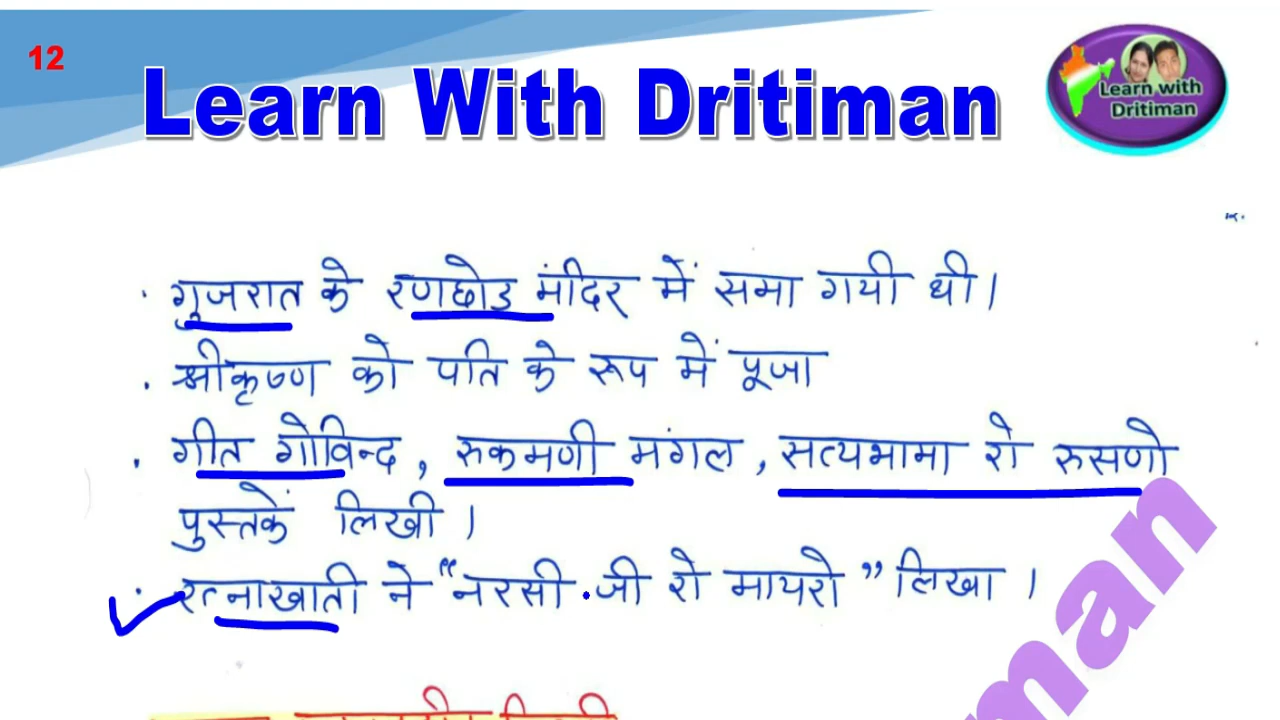 12
Learn With Dritiman
Learn with
Dritiman
· गुजरात के रणछोड मंदिर में समा गयी थी।
· श्रीकृष्ण को पति के रूप में पूजा
· गीत गोविन्द, रुकमणी मंगल, सत्यभामा रो रुसणो
पुस्तकें लिखी।
· रत्नाखाती ने "नरसी जी रो मायरो" लिखा।
man